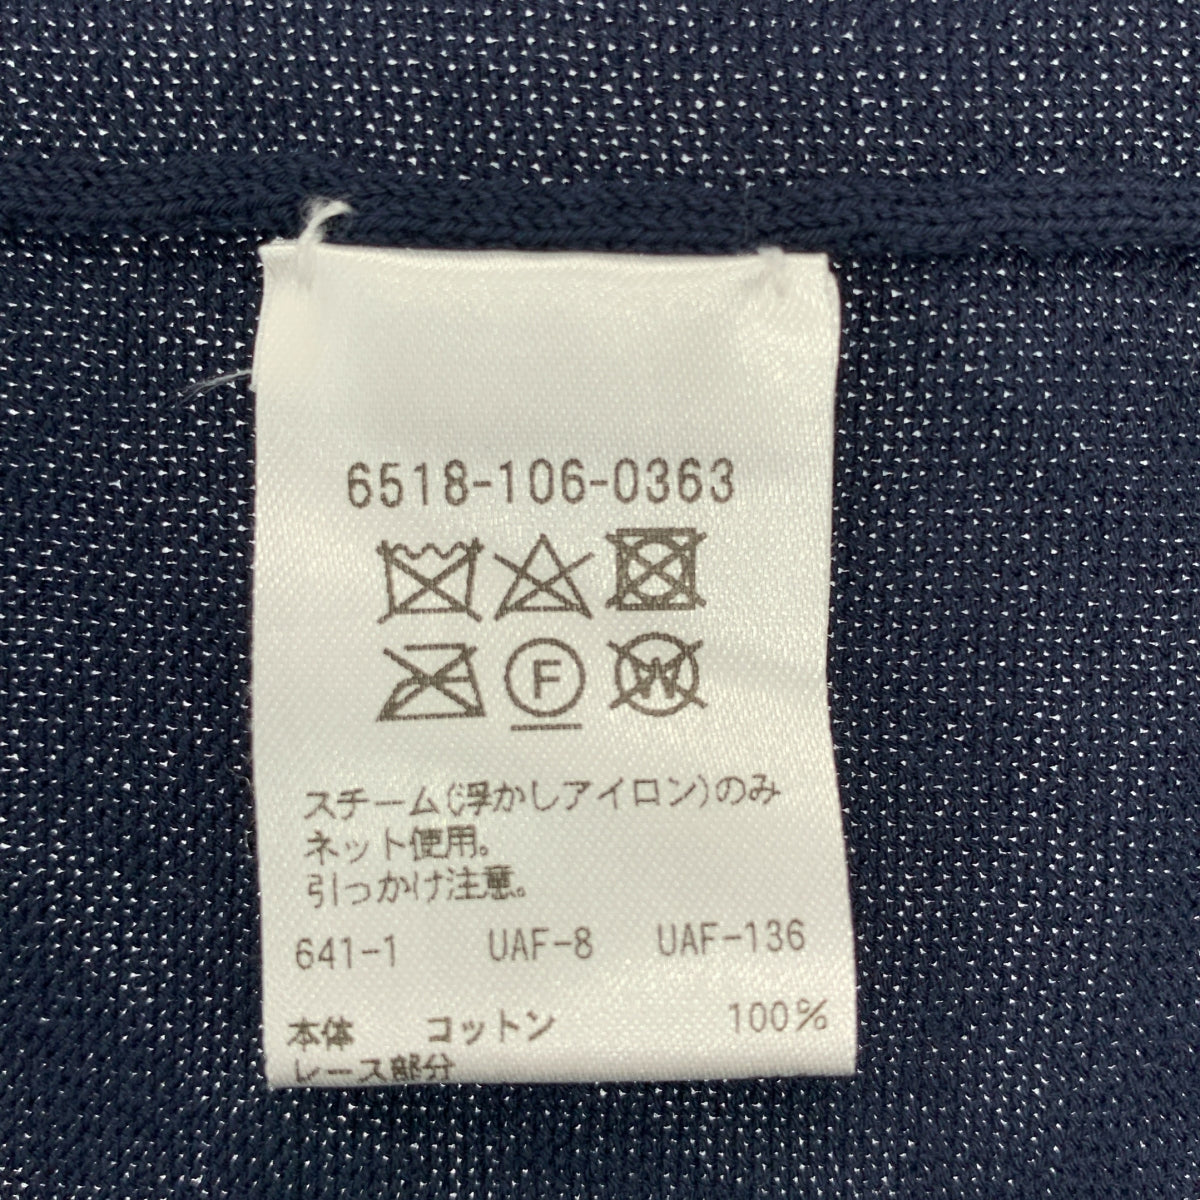 6518-106-0363
F W
スチーム(浮かしアイロン)のみ
ネット使用。
引っかけ注意。
641-1 UAF-8 UAF-136
本体 コットン 100%
レース部分